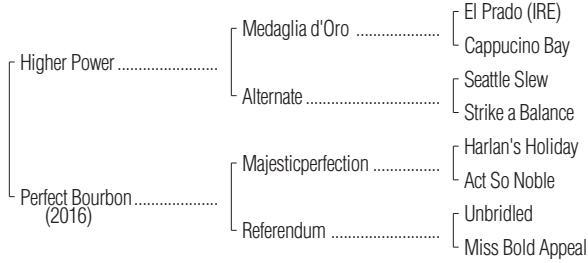 El Prado (IRE)
Medaglia d'Oro ....................
Cappucino Bay
Higher Power ........................
Seattle Slew
Alternate ................................
Strike a Balance
Harlan's Holiday
Majesticperfection ................
Act So Noble
Perfect Bourbon ....................
(2016)
Unbridled
Referendum ..........................
Miss Bold Appeal